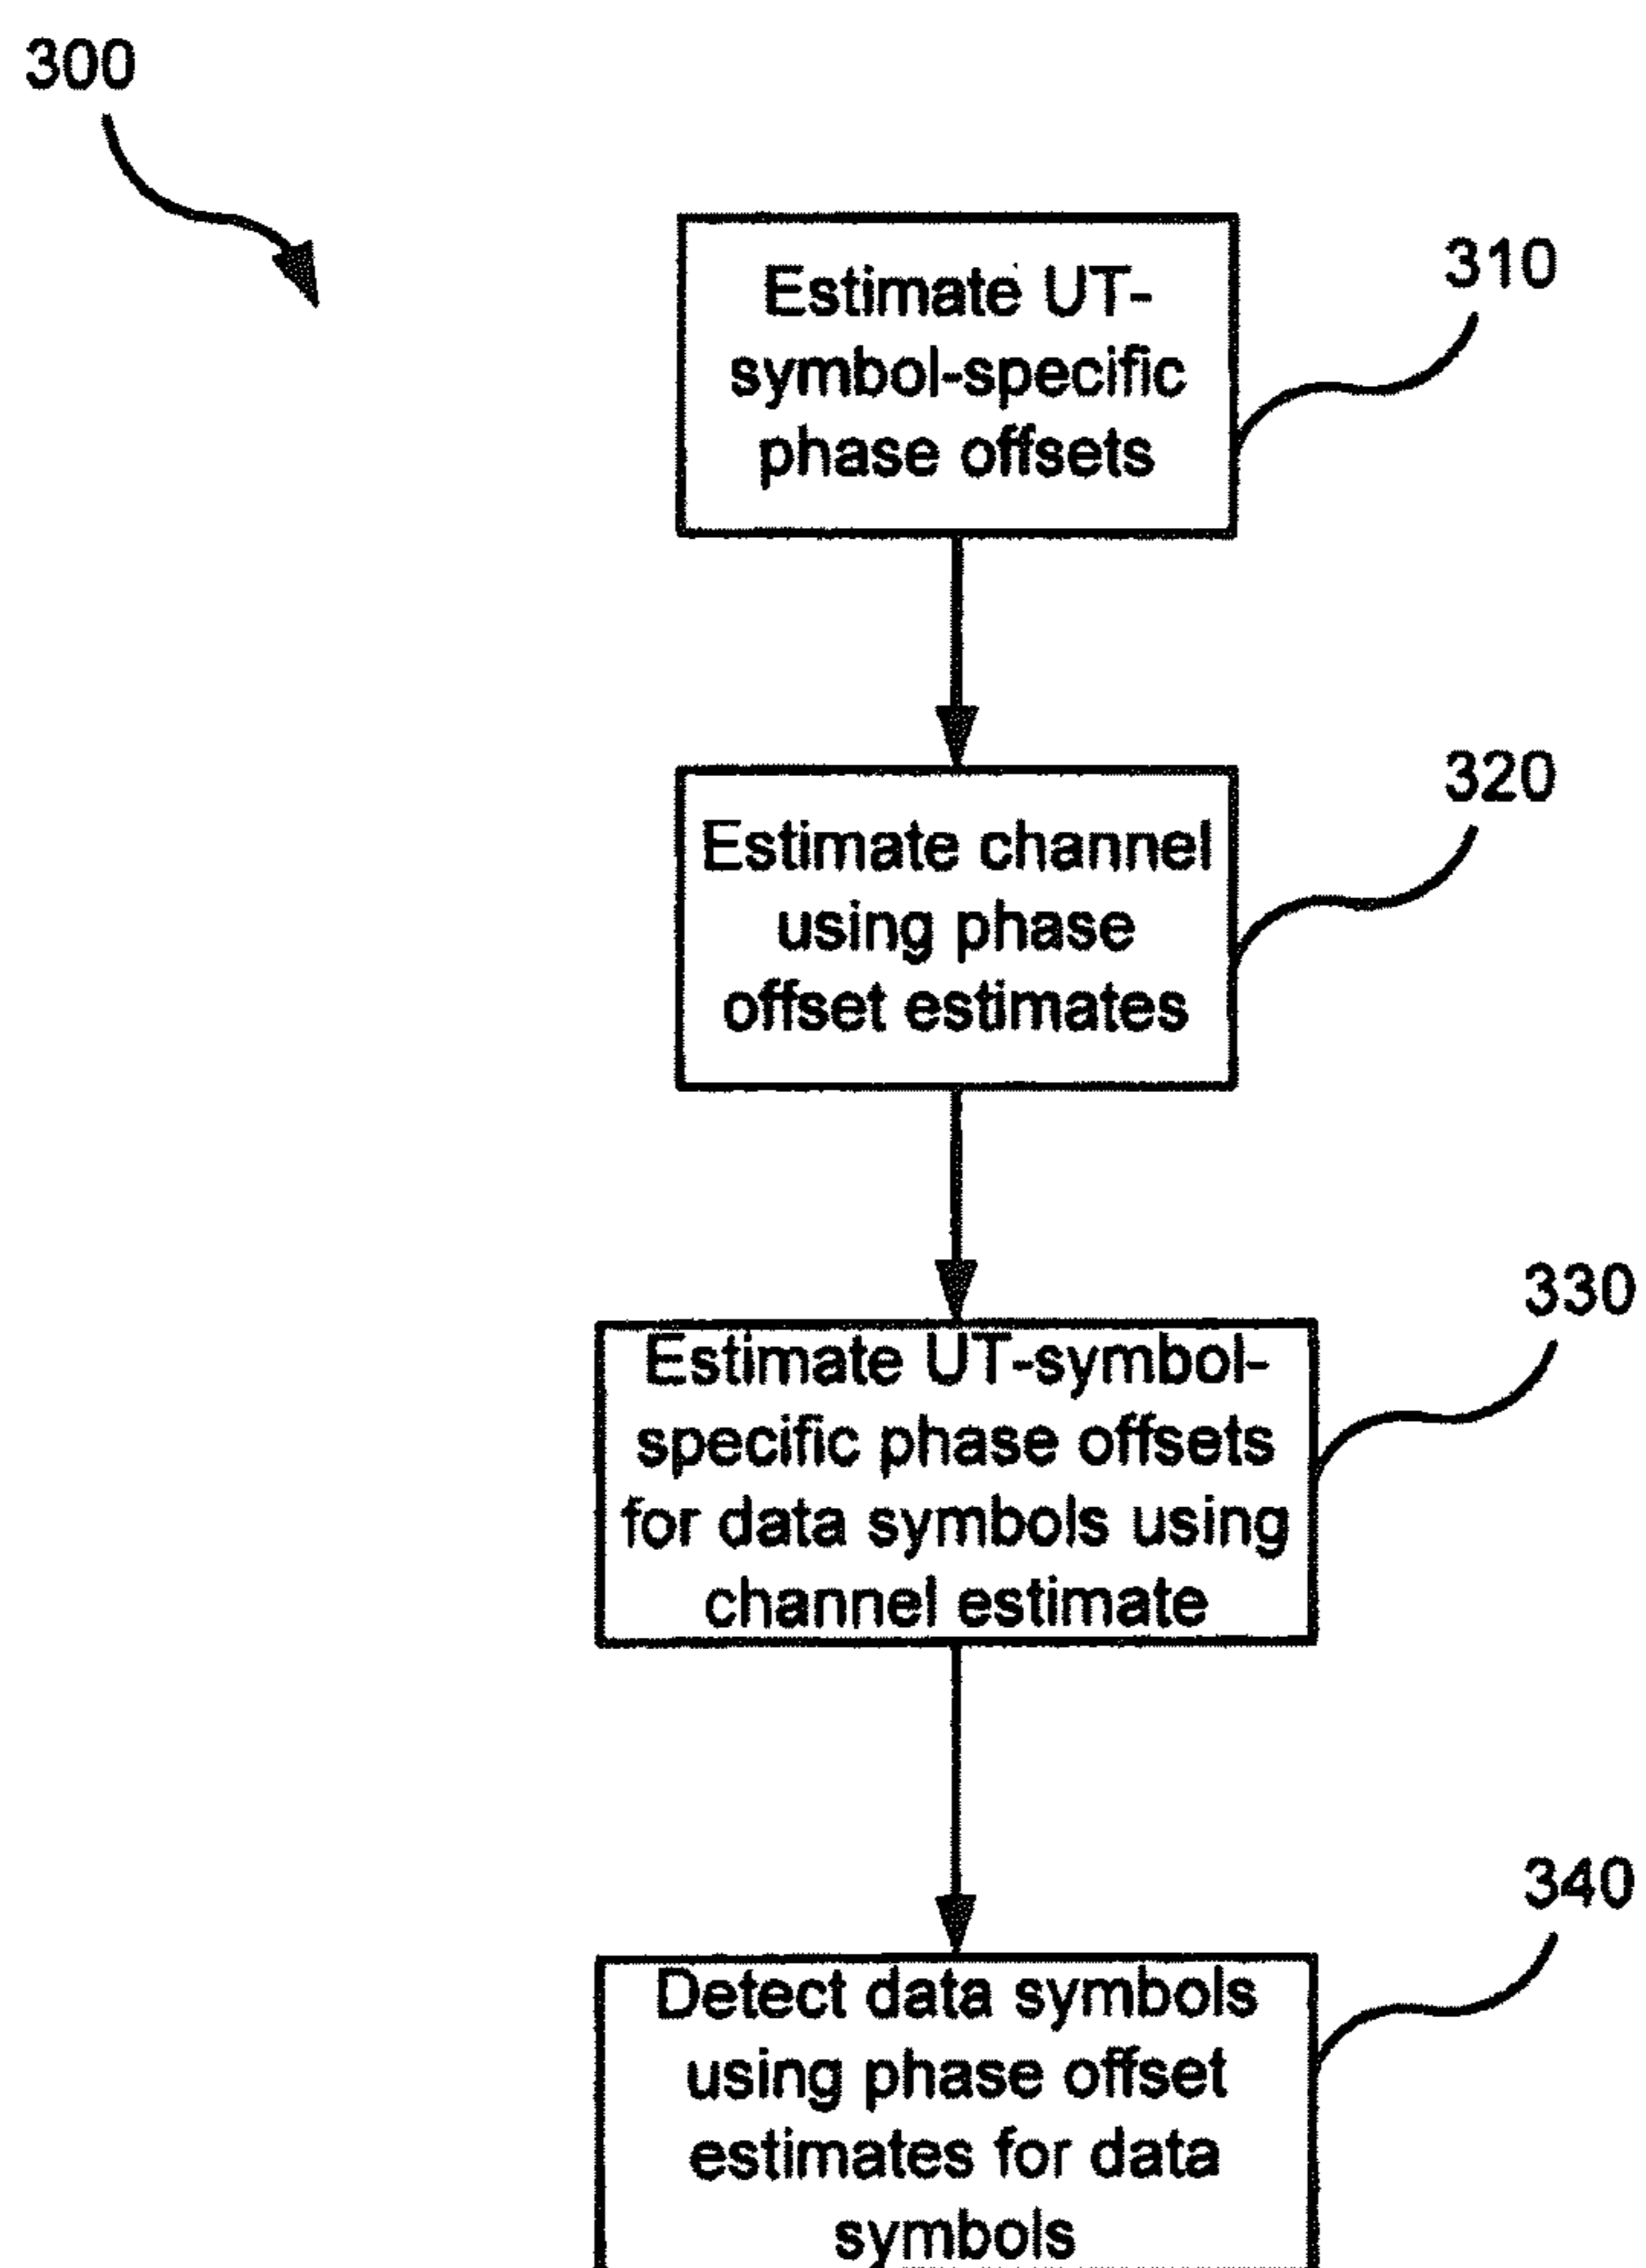 300
Estimate UT-
symbol-specific
phase offsets
310
Estimate channel
using phase
offset estimates
320
Estimate UT-symbol-
specific phase offsets
for data symbols using
channel estimate
330
Detect data symbols
using phase offset
estimates for data
symbols
340